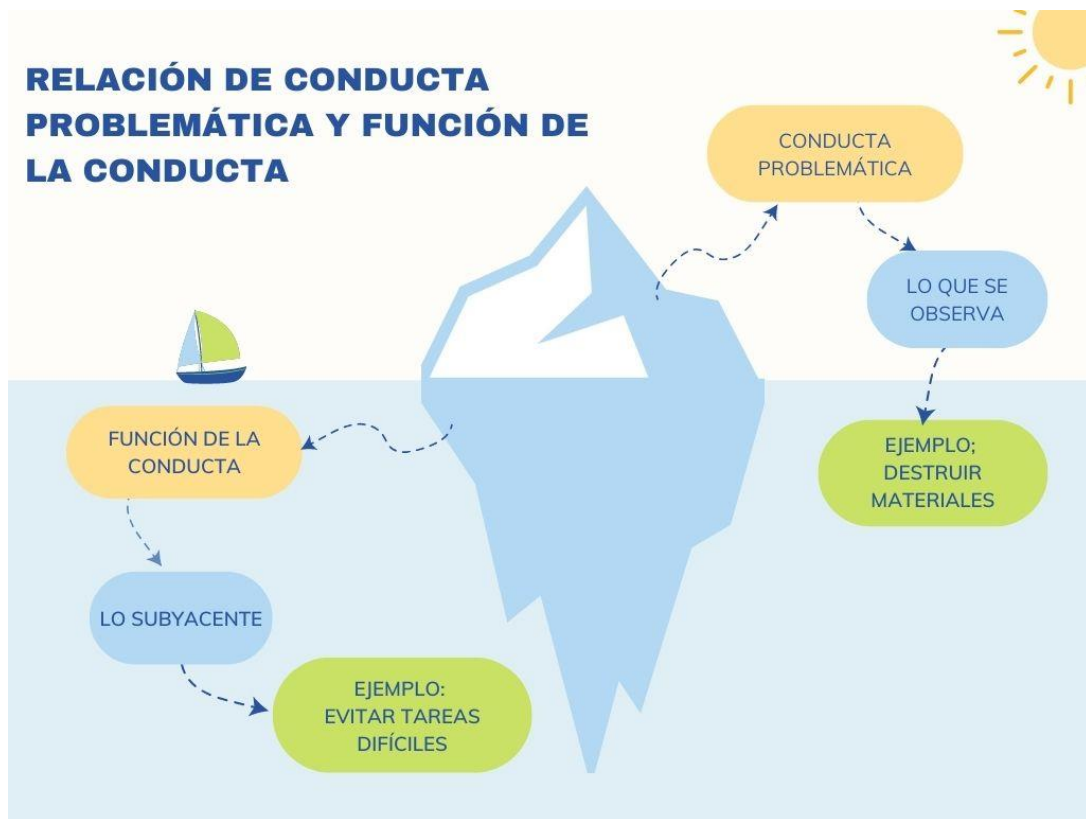 RELACIÓN DE CONDUCTA
PROBLEMÁTICA Y FUNCIÓN DE
LA CONDUCTA
CONDUCTA
PROBLEMÁTICA
LO QUE SE
OBSERVA
EJEMPLO;
DESTRUIR
MATERIALES
FUNCIÓN DE LA
CONDUCTA
LO SUBYACENTE
EJEMPLO:
EVITAR TAREAS
DIFÍCILES